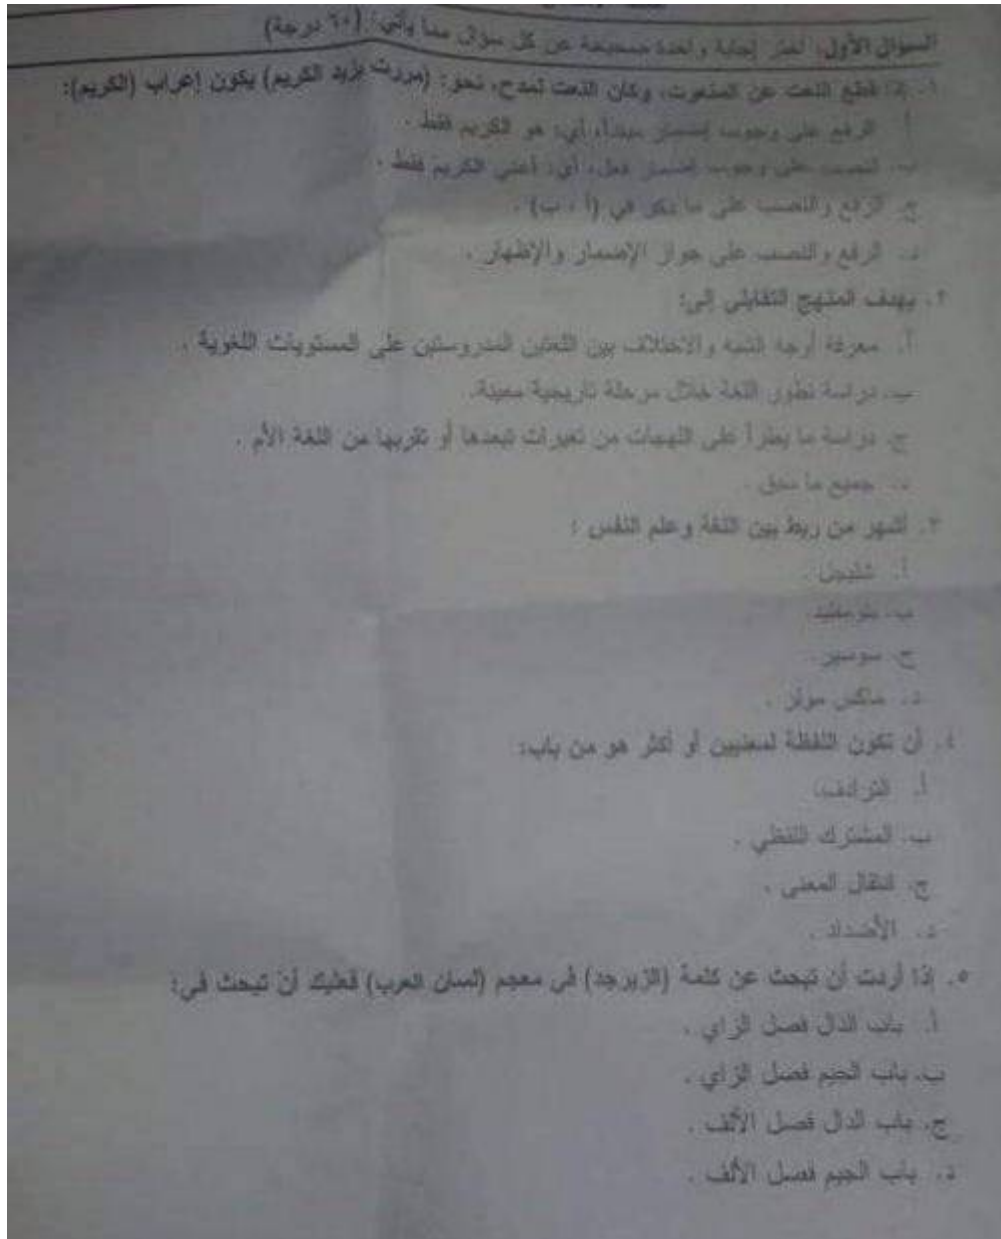 السؤال الأول: اختر إجابة واحدة صحيحة عن كل سؤال مما يأتي: (٦٠ درجة)
١. إذا قطع النعت عن المنعوت، وكان النعت لمدح، نحو: (مررت بزيد الكريم) يكون إعراب (الكريم):
أ. الرفع على وجوب إضمار مبتدأ، أي: هو الكريم فقط .
ب. النصب على وجوب إضمار فعل، أي: أعني الكريم فقط .
ج. الرفع والنصب على ما ذكر في (أ ، ب) .
د. الرفع والنصب على جواز الإضمار والإظهار .
٢. يهدف المنهج التقابلي إلى:
أ. معرفة أوجه الشبه والاختلاف بين اللغتين المدروستين على المستويات اللغوية .
ب. دراسة تطور اللغة خلال مرحلة تاريخية معينة.
ج. دراسة ما يطرأ على اللهجات من تغيرات تبعدها أو تقربها من اللغة الأم .
د. جميع ما سبق .
٣. أشهر من ربط بين اللغة وعلم النفس :
أ. شليجل .
ب. بلومفيلد
ج. سوسير.
د. ماكس مولر .
٤. أن تكون اللفظة لمعنيين أو أكثر هو من باب:
أ. الترادف
ب. المشترك اللفظي .
ج. انتقال المعنى .
د. الأضداد .
٥. إذا أردت أن تبحث عن كلمة (الزبرجد) في معجم (لسان العرب) فعليك أن تبحث في:
أ. باب الدال فصل الزاي .
ب. باب الجيم فصل الزاي .
ج. باب الدال فصل الألف .
د. باب الجيم فصل الألف .